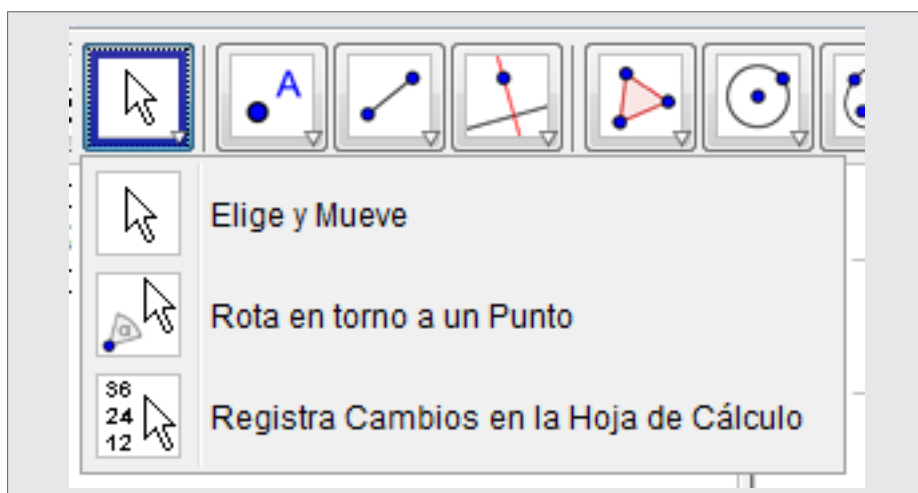 A
Elige y Mueve
α
Rota en torno a un Punto
36
24
12
Registra Cambios en la Hoja de Cálculo